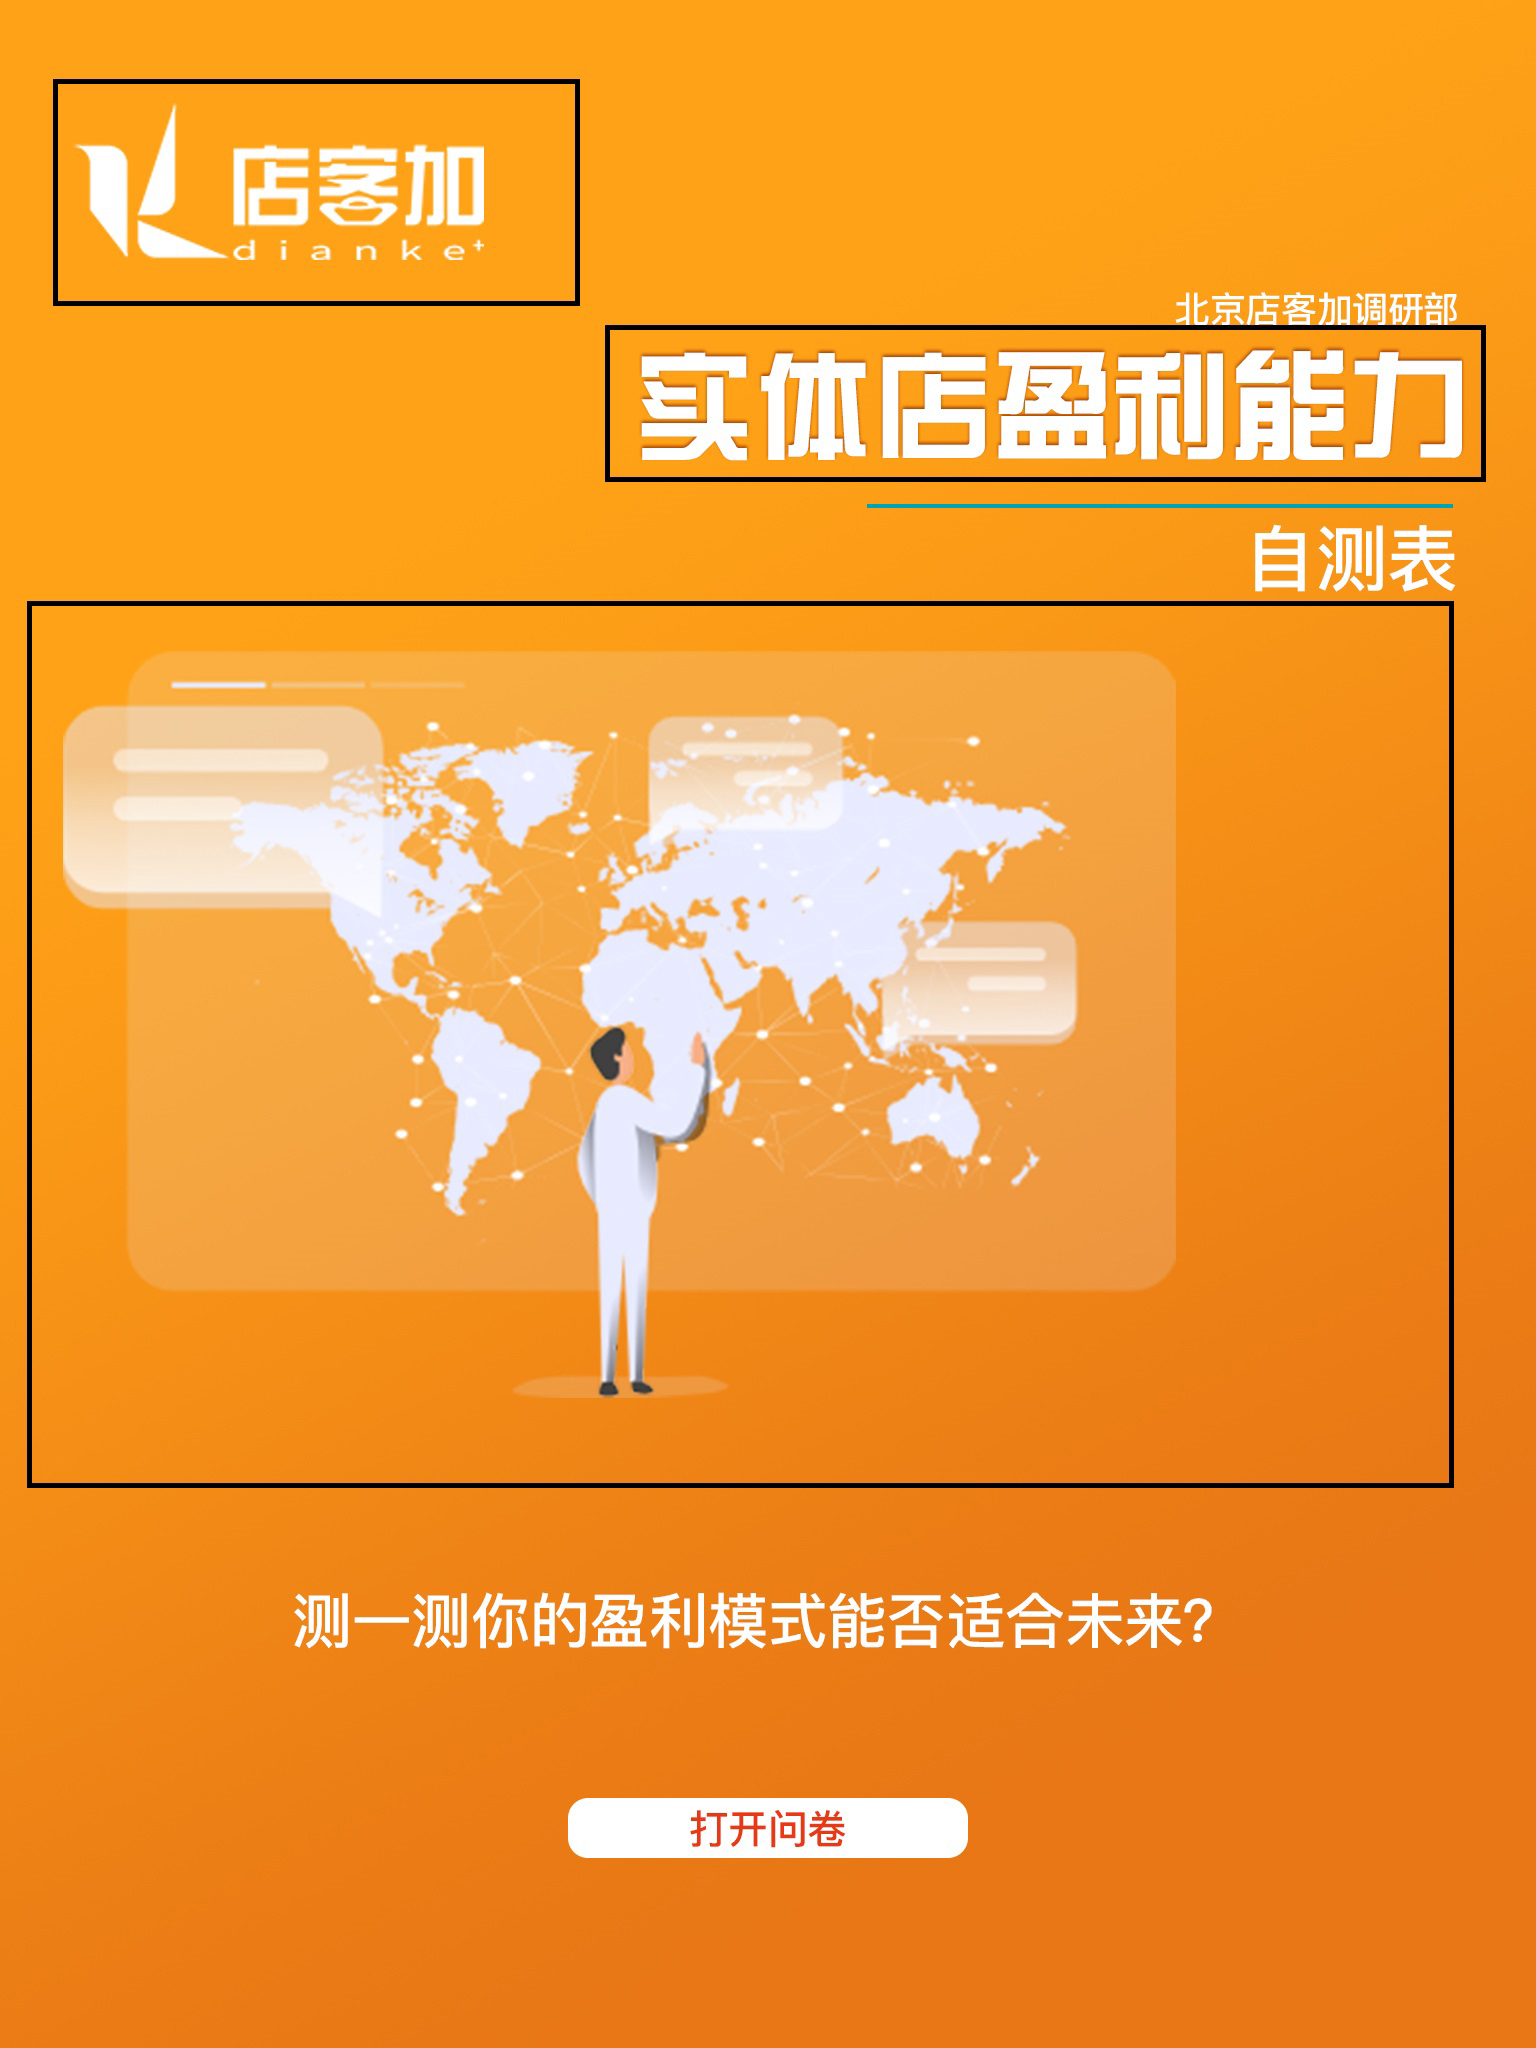 店客加
dianke+
北京店客加调研部
实体店盈利能力
自测表
测一测你的盈利模式能否适合未来?
打开问卷